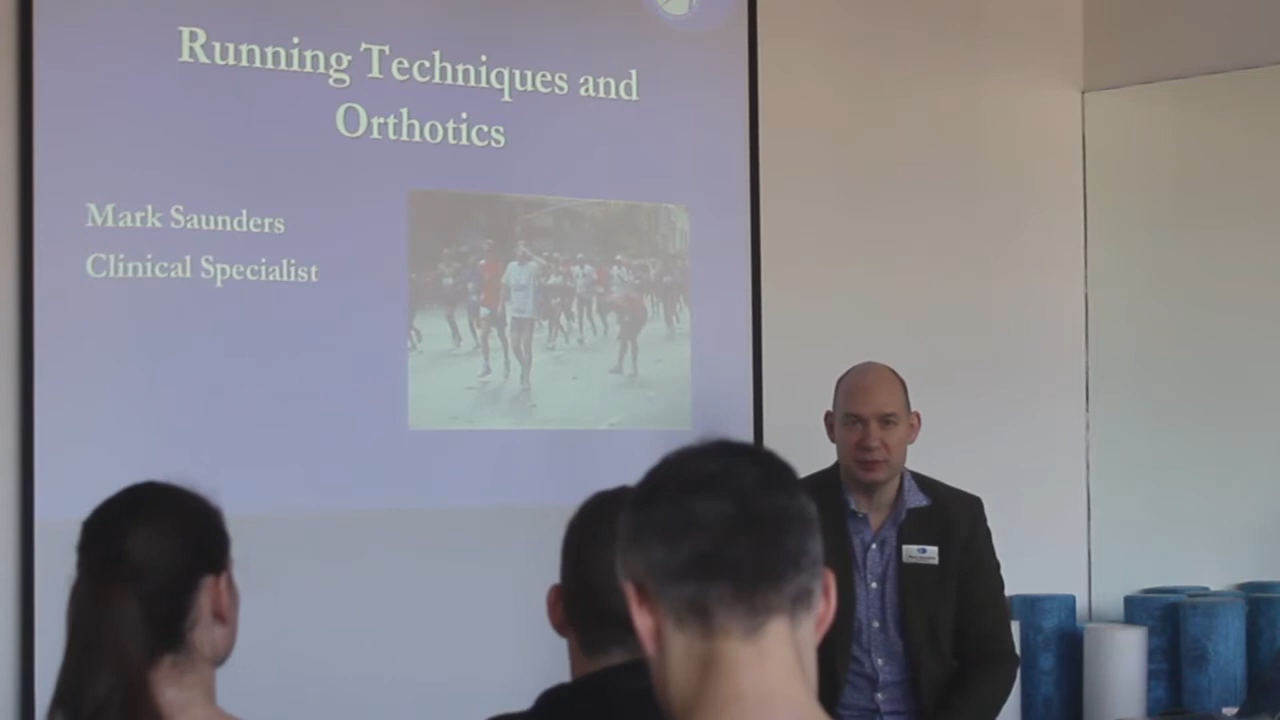 Running Techniques and
Orthotics
Mark Saunders
Clinical Specialist